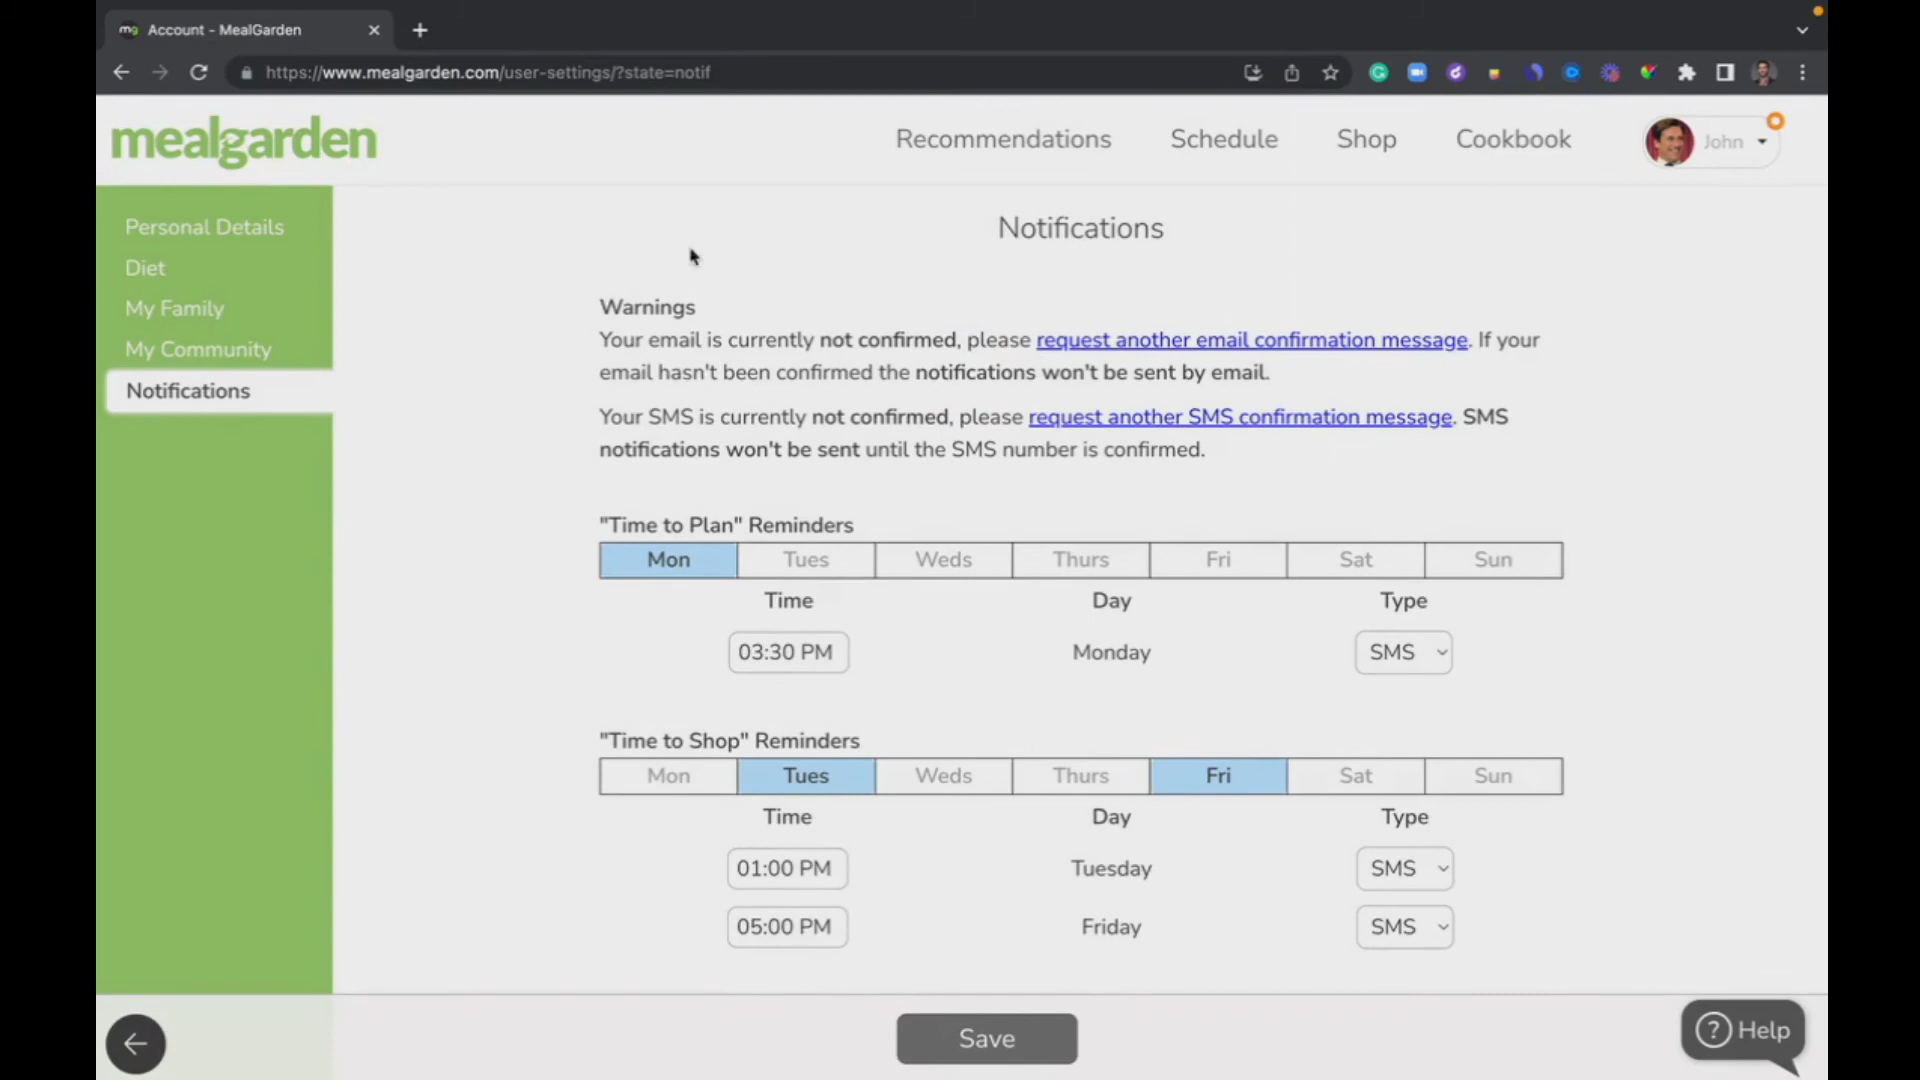 mg Account - MealGarden
https://www.mealgarden.com/user-settings/?state=notif
mealgarden
Recommendations Schedule Shop Cookbook John
Personal Details
Diet
My Family
My Community
Notifications
Notifications
Warnings
Your email is currently not confirmed, please request another email confirmation message. If your
email hasn't been confirmed the notifications won't be sent by email.
Your SMS is currently not confirmed, please request another SMS confirmation message. SMS
notifications won't be sent until the SMS number is confirmed.
"Time to Plan" Reminders
Mon Tues Weds Thurs Fri Sat Sun
Time Day Type
03:30 PM Monday SMS
"Time to Shop" Reminders
Mon Tues Weds Thurs Fri Sat Sun
Time Day Type
01:00 PM Tuesday SMS
05:00 PM Friday SMS
Save
? Help